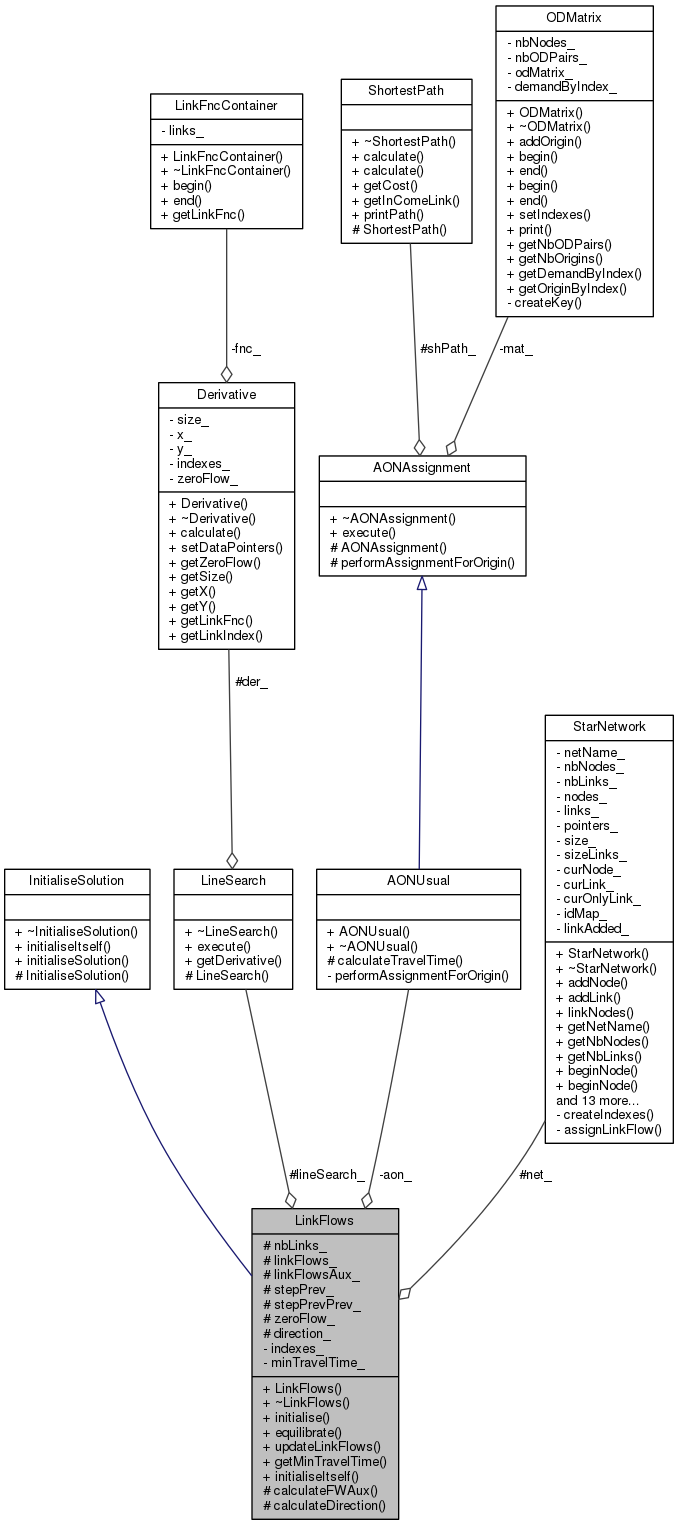 ODMatrix
- nbNodes_
- nbODPairs_
- odMatrix_
- demandByIndex_
+ ODMatrix()
+ ~ODMatrix()
+ addOrigin()
+ begin()
+ end()
+ begin()
+ end()
+ setIndexes()
+ print()
+ getNbODPairs()
+ getNbOrigins()
+ getDemandByIndex()
+ getOriginByIndex()
- createKey()
ShortestPath
+ ~ShortestPath()
+ calculate()
+ calculate()
+ getCost()
+ getInComeLink()
+ printPath()
# ShortestPath()
LinkFncContainer
- links_
+ LinkFncContainer()
+ ~LinkFncContainer()
+ begin()
+ end()
+ getLinkFnc()
-fnc_
#shPath_
-mat_
Derivative
- size_
- x_
- y_
- indexes_
- zeroFlow_
+ Derivative()
+ ~Derivative()
+ calculate()
+ setDataPointers()
+ getZeroFlow()
+ getSize()
+ getX()
+ getY()
+ getLinkFnc()
+ getLinkIndex()
AONAssignment
+ ~AONAssignment()
+ execute()
# AONAssignment()
# performAssignmentForOrigin()
#der_
StarNetwork
- netName_
- nbNodes_
- nbLinks_
- nodes_
- links_
- pointers_
- size_
- sizeLinks_
- curNode_
- curLink_
- curOnlyLink_
- idMap_
- linkAdded_
+ StarNetwork()
+ ~StarNetwork()
+ addNode()
+ addLink()
+ linkNodes()
+ getNetName()
+ getNbNodes()
+ getNbLinks()
+ beginNode()
+ beginNode()
and 13 more...
- createIndexes()
- assignLinkFlow()
InitialiseSolution
+ ~InitialiseSolution()
+ initialiseItself()
+ initialiseSolution()
# InitialiseSolution()
LineSearch
+ ~LineSearch()
+ execute()
+ getDerivative()
# LineSearch()
AONUsual
+ AONUsual()
+ ~AONUsual()
# calculateTravelTime()
- performAssignmentForOrigin()
#lineSearch_
-aon_
#net_
LinkFlows
# nbLinks_
# linkFlows_
# linkFlowsAux_
# stepPrev_
# stepPrevPrev_
# zeroFlow_
# direction_
- indexes_
- minTravelTime_
+ LinkFlows()
+ ~LinkFlows()
+ initialise()
+ equilibrate()
+ updateLinkFlows()
+ getMinTravelTime()
+ initialiseItself()
# calculateFWAux()
# calculateDirection()